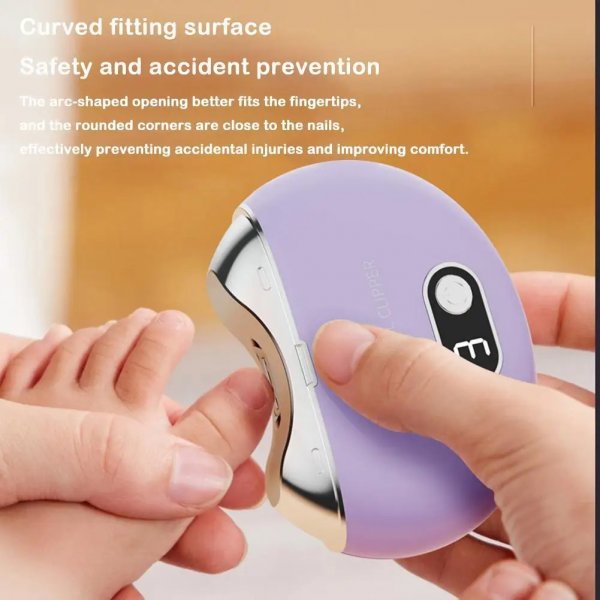 Curved fitting surface
Safety and accident prevention
The arc-shaped opening better fits the fingertips,
and the rounded corners are close to the nails,
effectively preventing accidental injuries and improving comfort.
CLIPPER